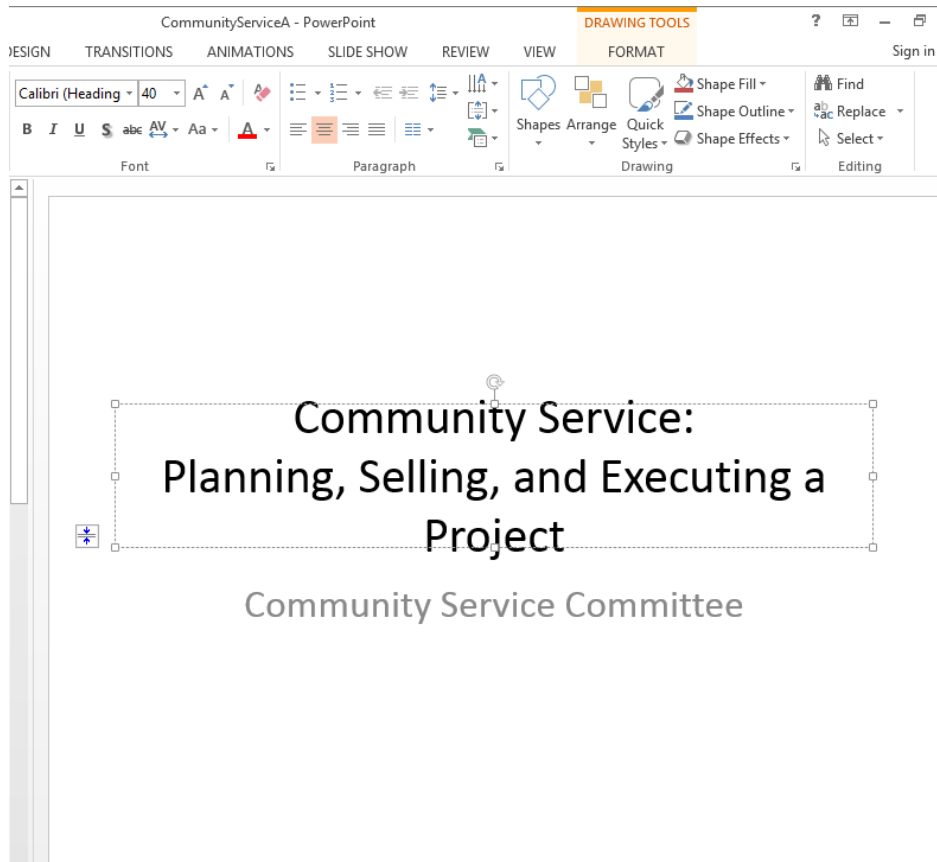 CommunityServiceA - PowerPoint
DRAWING TOOLS
?
DESIGN TRANSITIONS ANIMATIONS SLIDE SHOW REVIEW VIEW FORMAT Sign in
Calibri (Heading 40 A A
Shape Fill
Find
Shapes Arrange Quick Styles
Shape Outline
ab ac Replace
B I U S abc AV Aa A
Shape Effects
Select
Font Paragraph Drawing Editing
Community Service:
Planning, Selling, and Executing a
Project
Community Service Committee